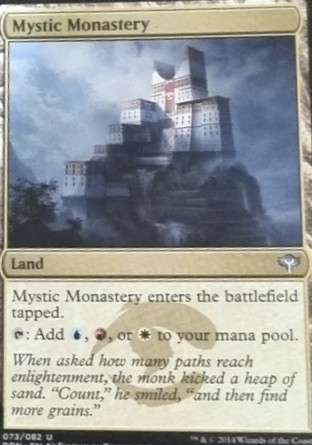 Mystic Monastery
Land
Mystic Monastery enters the battlefield
tapped.
: Add , , or to your mana pool.
When asked how many paths reach
enlightenment, the monk kicked a heap of
sand. “Count,” he smiled, “and then find
more grains.”
073/082 U
™ & © 2014 Wizards of the Coast